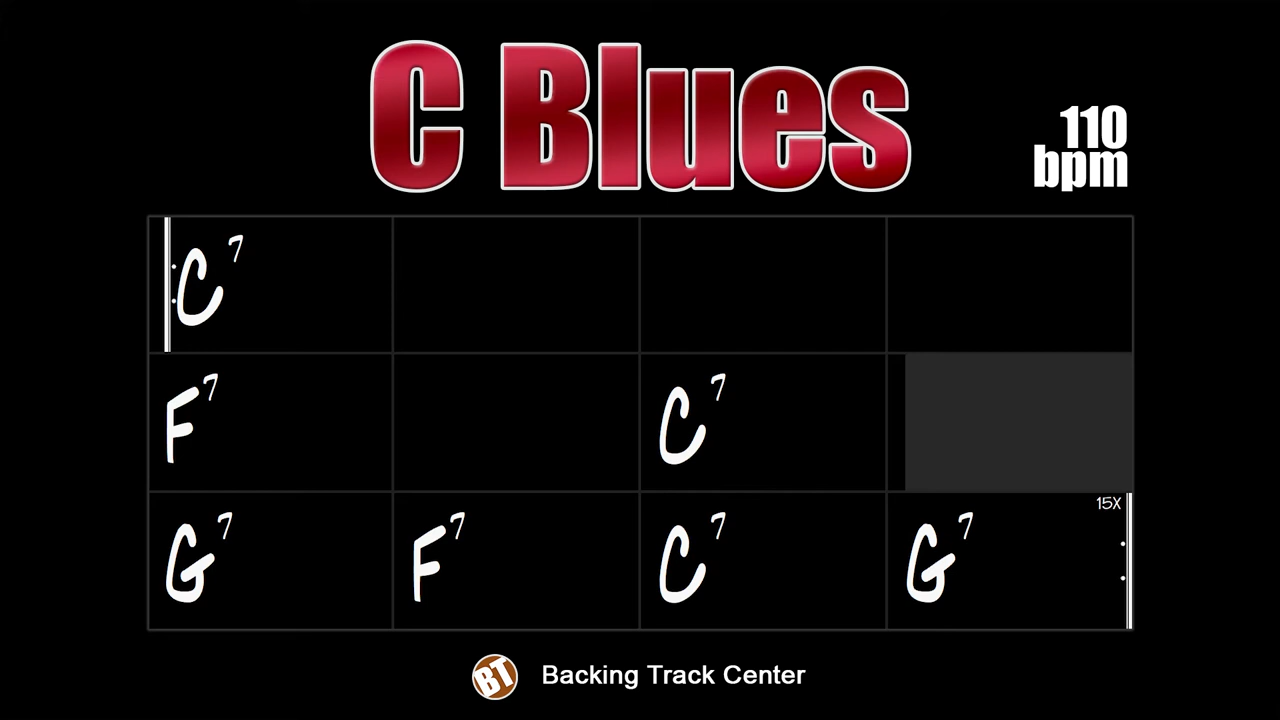 C Blues
110
bpm
C7
F7 C7
15X
G7 F7 C7 G7
BT Backing Track Center